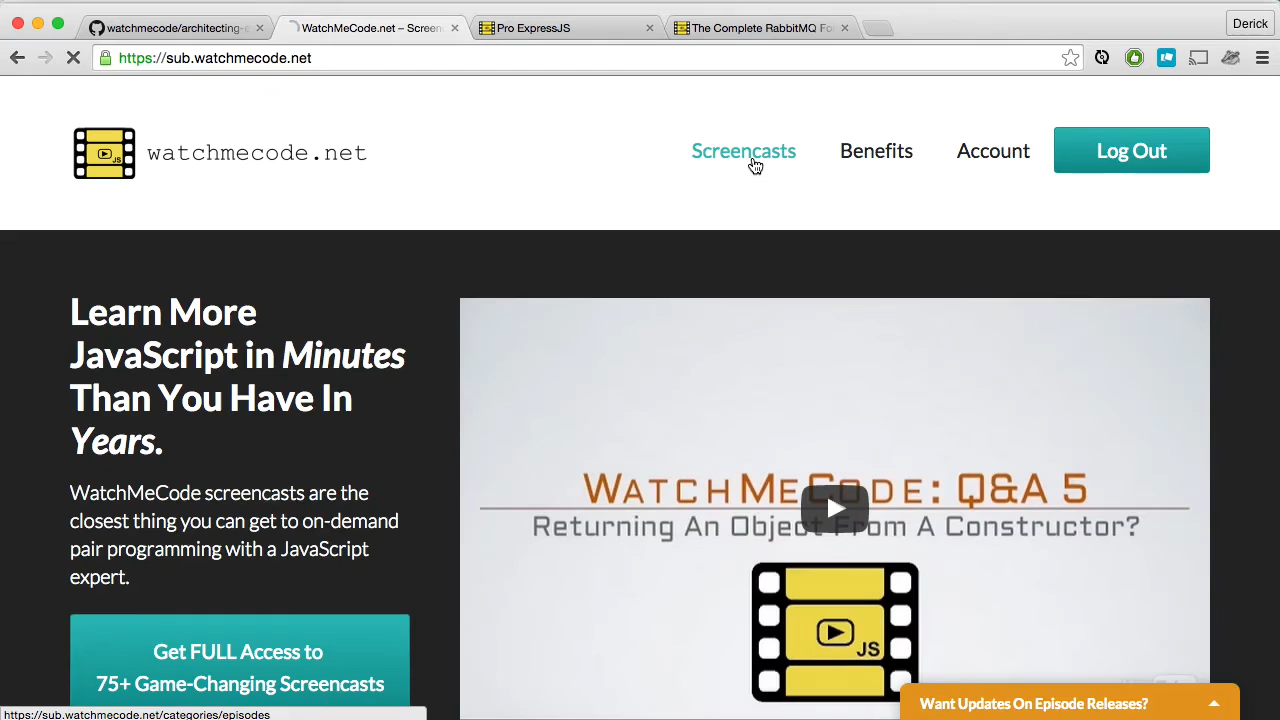 watchmecode/architecting-c
WatchMeCode.net – Screen
Pro ExpressJS
The Complete RabbitMQ Fo
Derick
https://sub.watchmecode.net
JS
watchmecode.net
Screencasts
Benefits
Account
Log Out
Learn More
JavaScript in Minutes
Than You Have In
Years.
WatchMeCode screencasts are the
closest thing you can get to on-demand
pair programming with a JavaScript
expert.
Get FULL Access to
75+ Game-Changing Screencasts
WATCHMECODE: Q&A 5
Returning An Object From A Constructor?
JS
Want Updates On Episode Releases?
https://sub.watchmecode.net/categories/episodes